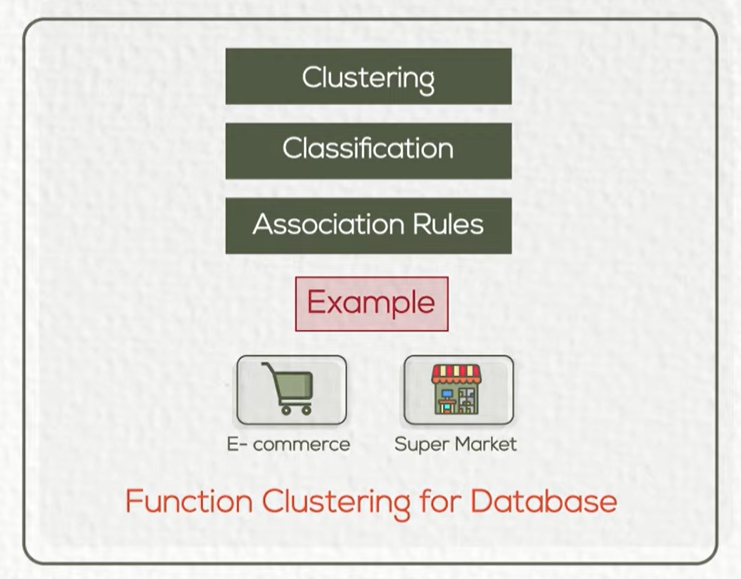 Clustering
Classification
Association Rules
Example
E- commerce
Super Market
Function Clustering for Database